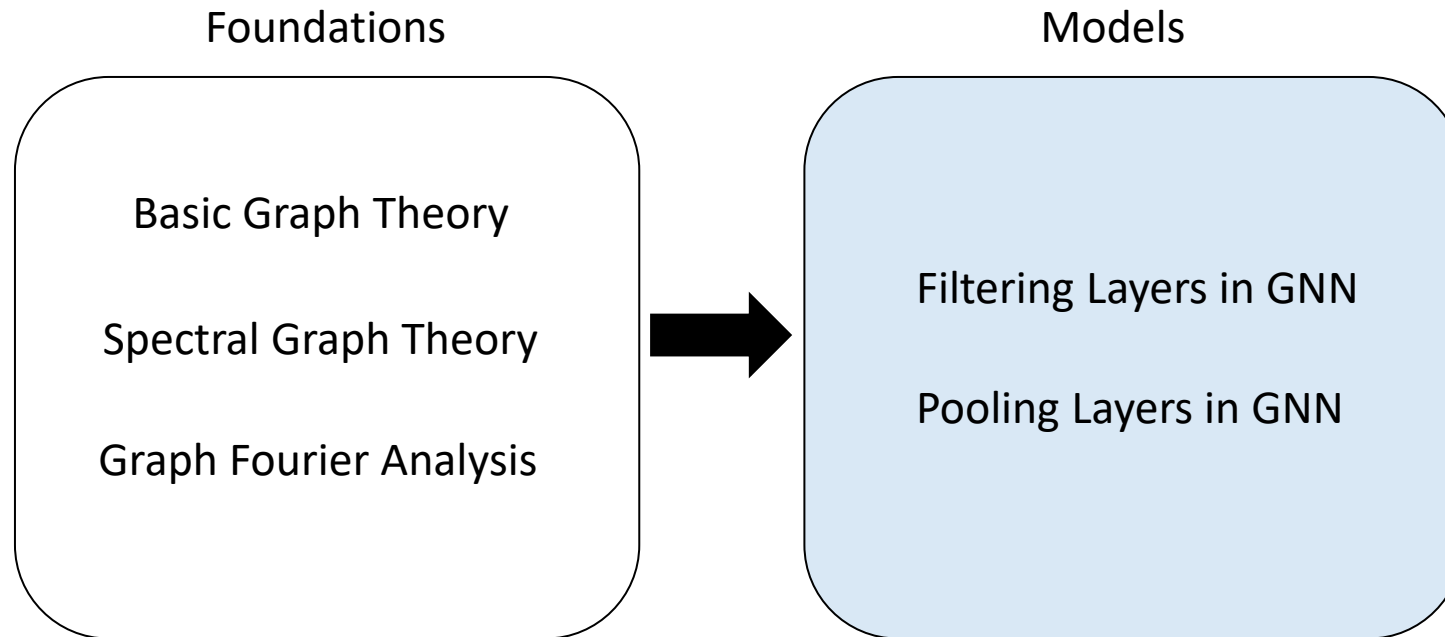 Foundations
Basic Graph Theory
Spectral Graph Theory
Graph Fourier Analysis
Models
Filtering Layers in GNN
Pooling Layers in GNN